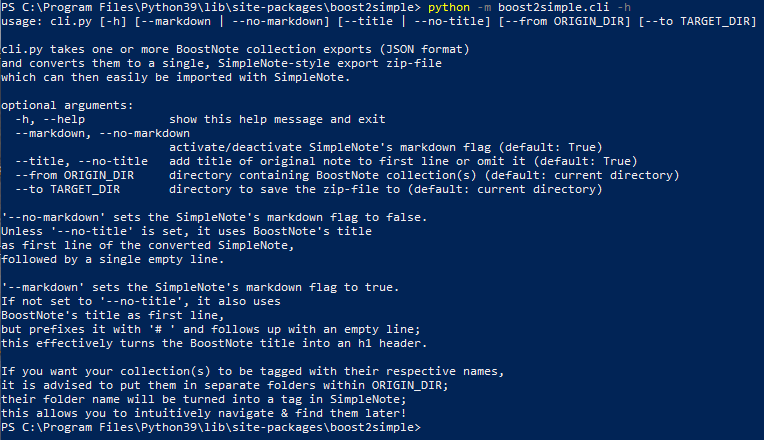 PS C:\Program Files\Python39\lib\site-packages\boost2simple> python -m boost2simple.cli -h
usage: cli.py [-h] [--markdown | --no-markdown] [--title | --no-title] [--from ORIGIN_DIR] [--to TARGET_DIR]
cli.py takes one or more BoostNote collection exports (JSON format)
and converts them to a single, SimpleNote-style export zip-file
which can then easily be imported with SimpleNote.
optional arguments:
-h, --help show this help message and exit
--markdown, --no-markdown
activate/deactivate SimpleNote's markdown flag (default: True)
--title, --no-title add title of original note to first line or omit it (default: True)
--from ORIGIN_DIR directory containing BoostNote collection(s) (default: current directory)
--to TARGET_DIR directory to save the zip-file to (default: current directory)
'--no-markdown' sets the SimpleNote's markdown flag to false.
Unless '--no-title' is set, it uses BoostNote's title
as first line of the converted SimpleNote,
followed by a single empty line.
'--markdown' sets the SimpleNote's markdown flag to true.
If not set to '--no-title', it also uses
BoostNote's title as first line,
but prefixes it with '# ' and follows up with an empty line;
this effectively turns the BoostNote title into an h1 header.
If you want your collection(s) to be tagged with their respective names,
it is advised to put them in separate folders within ORIGIN_DIR;
their folder name will be turned into a tag in SimpleNote;
this allows you to intuitively navigate & find them later!
PS C:\Program Files\Python39\lib\site-packages\boost2simple>